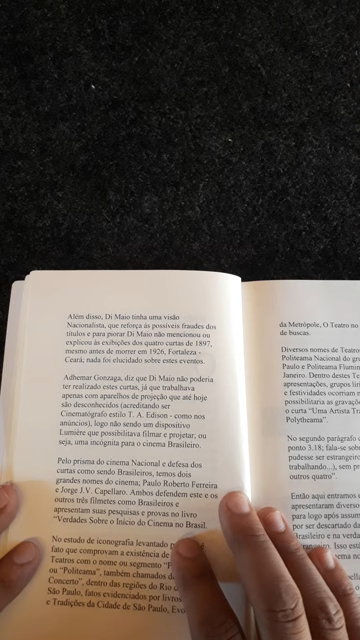 Além disso, Di Maio tinha uma visão
Nacionalista, que reforça às possíveis fraudes dos
títulos e para piorar Di Maio não mencionou ou
explicou às exibições dos quatro curtas de 1897,
mesmo antes de morrer em 1926, Fortaleza -
Ceará; nada foi elucidado sobre estes eventos.
Adhemar Gonzaga, diz que Di Maio não poderia
ter realizado estes curtas, já que trabalhava
apenas com aparelhos de projeção que até hoje
são desconhecidos (acreditando ser
Cinematógrafo estilo T. A. Edison - como nos
anúncios), logo não sendo um dispositivo
Lumière que possibilitava filmar e projetar; ou
seja, uma incógnita para o cinema Brasileiro.
Pelo prisma do cinema Nacional e defesa dos
curtas como sendo Brasileiros, temos dois
grandes nomes do cinema; Paulo Roberto Ferreira
e Jorge J.V. Capellaro. Ambos defendem este e os
outros três filmetes como Brasileiros e
apresentam suas pesquisas e provas no livro
"Verdades Sobre o Início do Cinema no Brasil.
No estudo de iconografia levantado
fato que comprovam a existência de
Teatros com o nome ou segmento
ou "Politeama", também chamados
Concerto", dentro das regiões do Rio
São Paulo, fatos evidenciados por livros
e Tradições da Cidade de São Paulo,
da Metrópole, O Teatro no
de buscas.
Diversos nomes de Teatros
Politeama Nacional do
Paulo e Politeama
Janeiro. Dentro destes
apresentações, grupos
e festividades ocorriam
possibilitaria as
o curta "Uma Artista
Polytheama".
No segundo parágrafo
ponto 3.18; fala-se
pudesse ser
trabalhando...), sem
outros quatro".
Então aqui entramos
apresentaram
para logo após
por ser descartado
Brasileiro e na
Isso